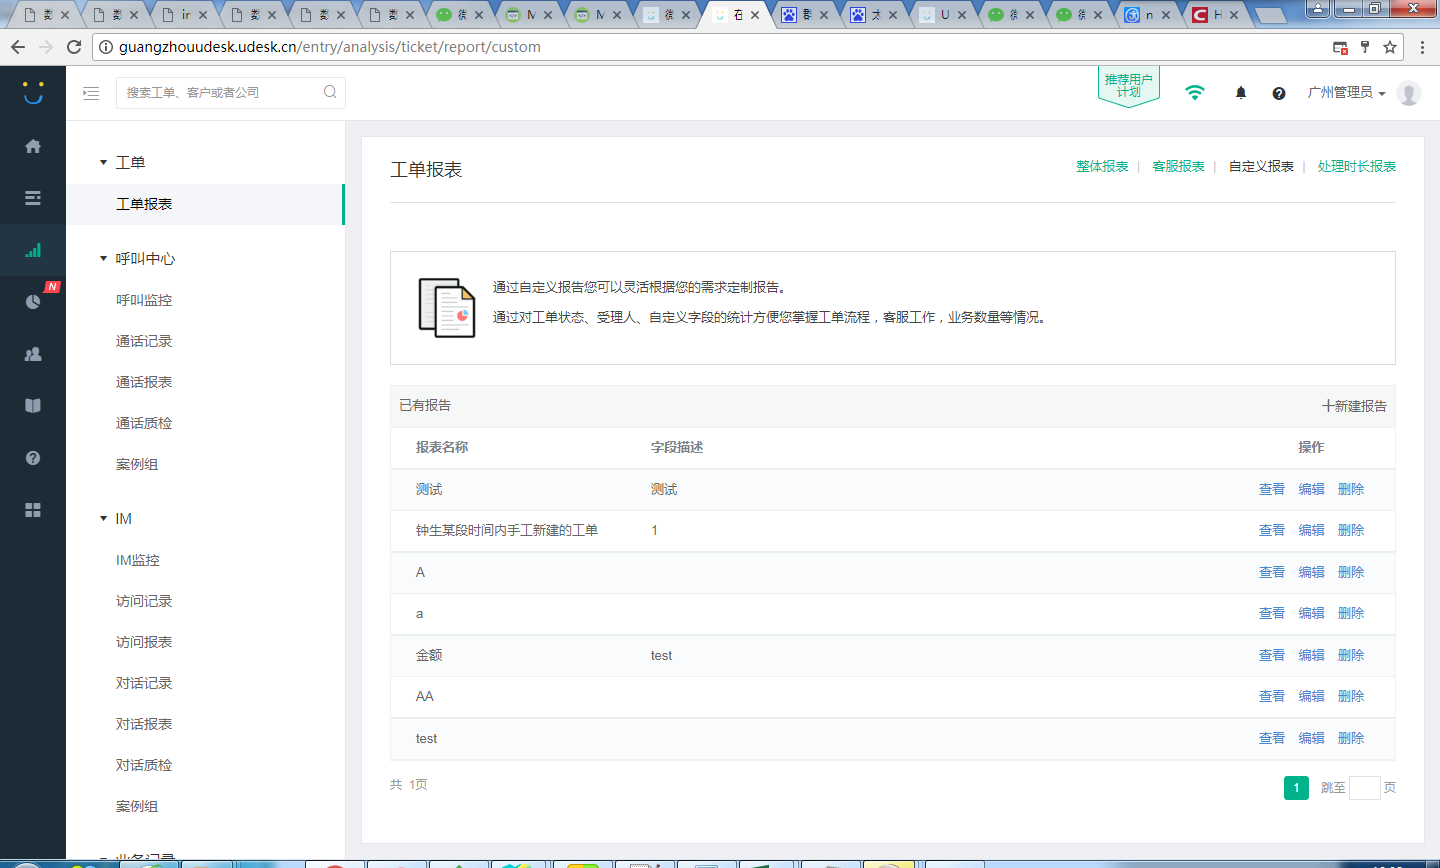 guangzhouudesk.udesk.cn/entry/analysis/ticket/report/custom
搜索工单、客户或者公司
推荐用户
计划
广州管理员
N
工单
工单报表
呼叫中心
呼叫监控
通话记录
通话报表
通话质检
案例组
IM
IM监控
访问记录
访问报表
对话记录
对话报表
对话质检
案例组
业务记录
工单报表
整体报表 | 客服报表 | 自定义报表 | 处理时长报表
通过自定义报告您可以灵活根据您的需求定制报告。
通过对工单状态、受理人、自定义字段的统计方便您掌握工单流程，客服工作，业务数量等情况。
已有报告 十新建报告
报表名称 字段描述 操作
测试 测试 查看 编辑 删除
钟生某段时间内手工新建的工单 1 查看 编辑 删除
A 查看 编辑 删除
a 查看 编辑 删除
金额 test 查看 编辑 删除
AA 查看 编辑 删除
test 查看 编辑 删除
共 1页 1 跳至 页